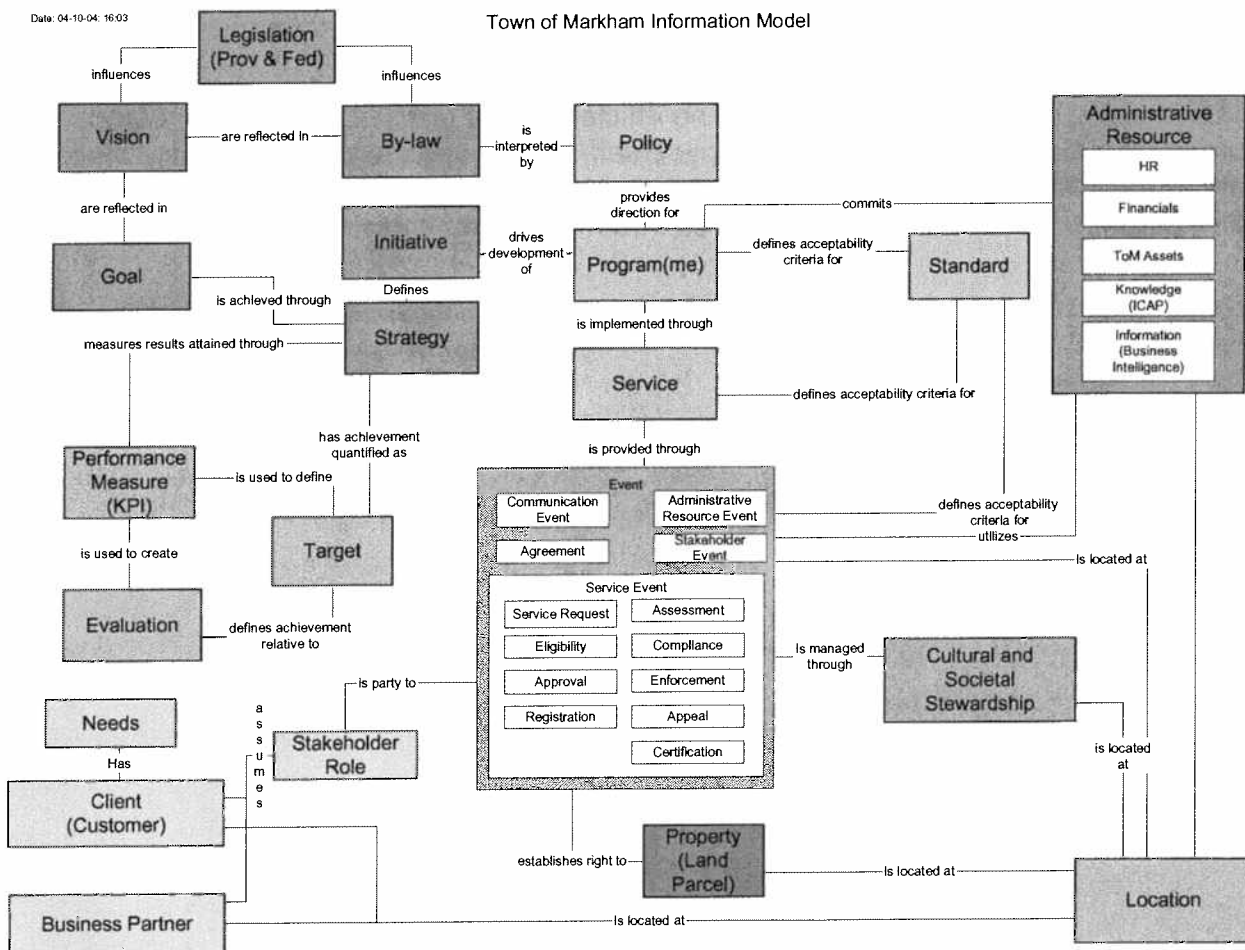 Date: 04-10-04: 16:03
Town of Markham Information Model
Legislation
(Prov & Fed)
influences
influences
Vision
are reflected in
By-law
is
interpreted
by
Policy
Administrative
Resource
HR
Financials
ToM Assets
Knowledge
(ICAP)
Information
(Business
Intelligence)
are reflected in
provides
direction for
commits
Goal
Initiative
drives
development
of
Program(me)
defines acceptability
criteria for
Standard
is achieved through
Defines
Strategy
measures results attained through
is implemented through
Service
defines acceptability criteria for
has achievement
quantified as
is provided through
Performance
Measure
(KPI)
is used to define
Target
is used to create
Evaluation
defines achievement
relative to
Event
Communication
Event
Administrative
Resource Event
Agreement
Stakeholder
Event
defines acceptability
criteria for
utilizes
Is located at
Service Event
Service Request
Assessment
Eligibility
Compliance
Approval
Enforcement
Registration
Appeal
Certification
Is managed
through
Cultural and
Societal
Stewardship
is located
at
is party to
Needs
Has
Client
(Customer)
assumes
Stakeholder
Role
establishes right to
Property
(Land
Parcel)
Is located at
Location
Business Partner
Is located at